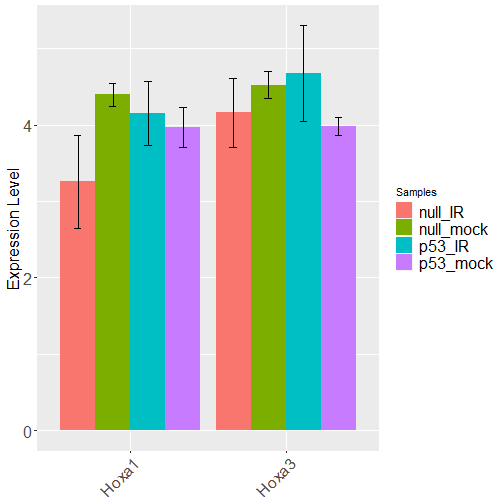 Expression Level
4
2
0
Hoxa1
Hoxa3
Samples
null_IR
null_mock
p53_IR
p53_mock